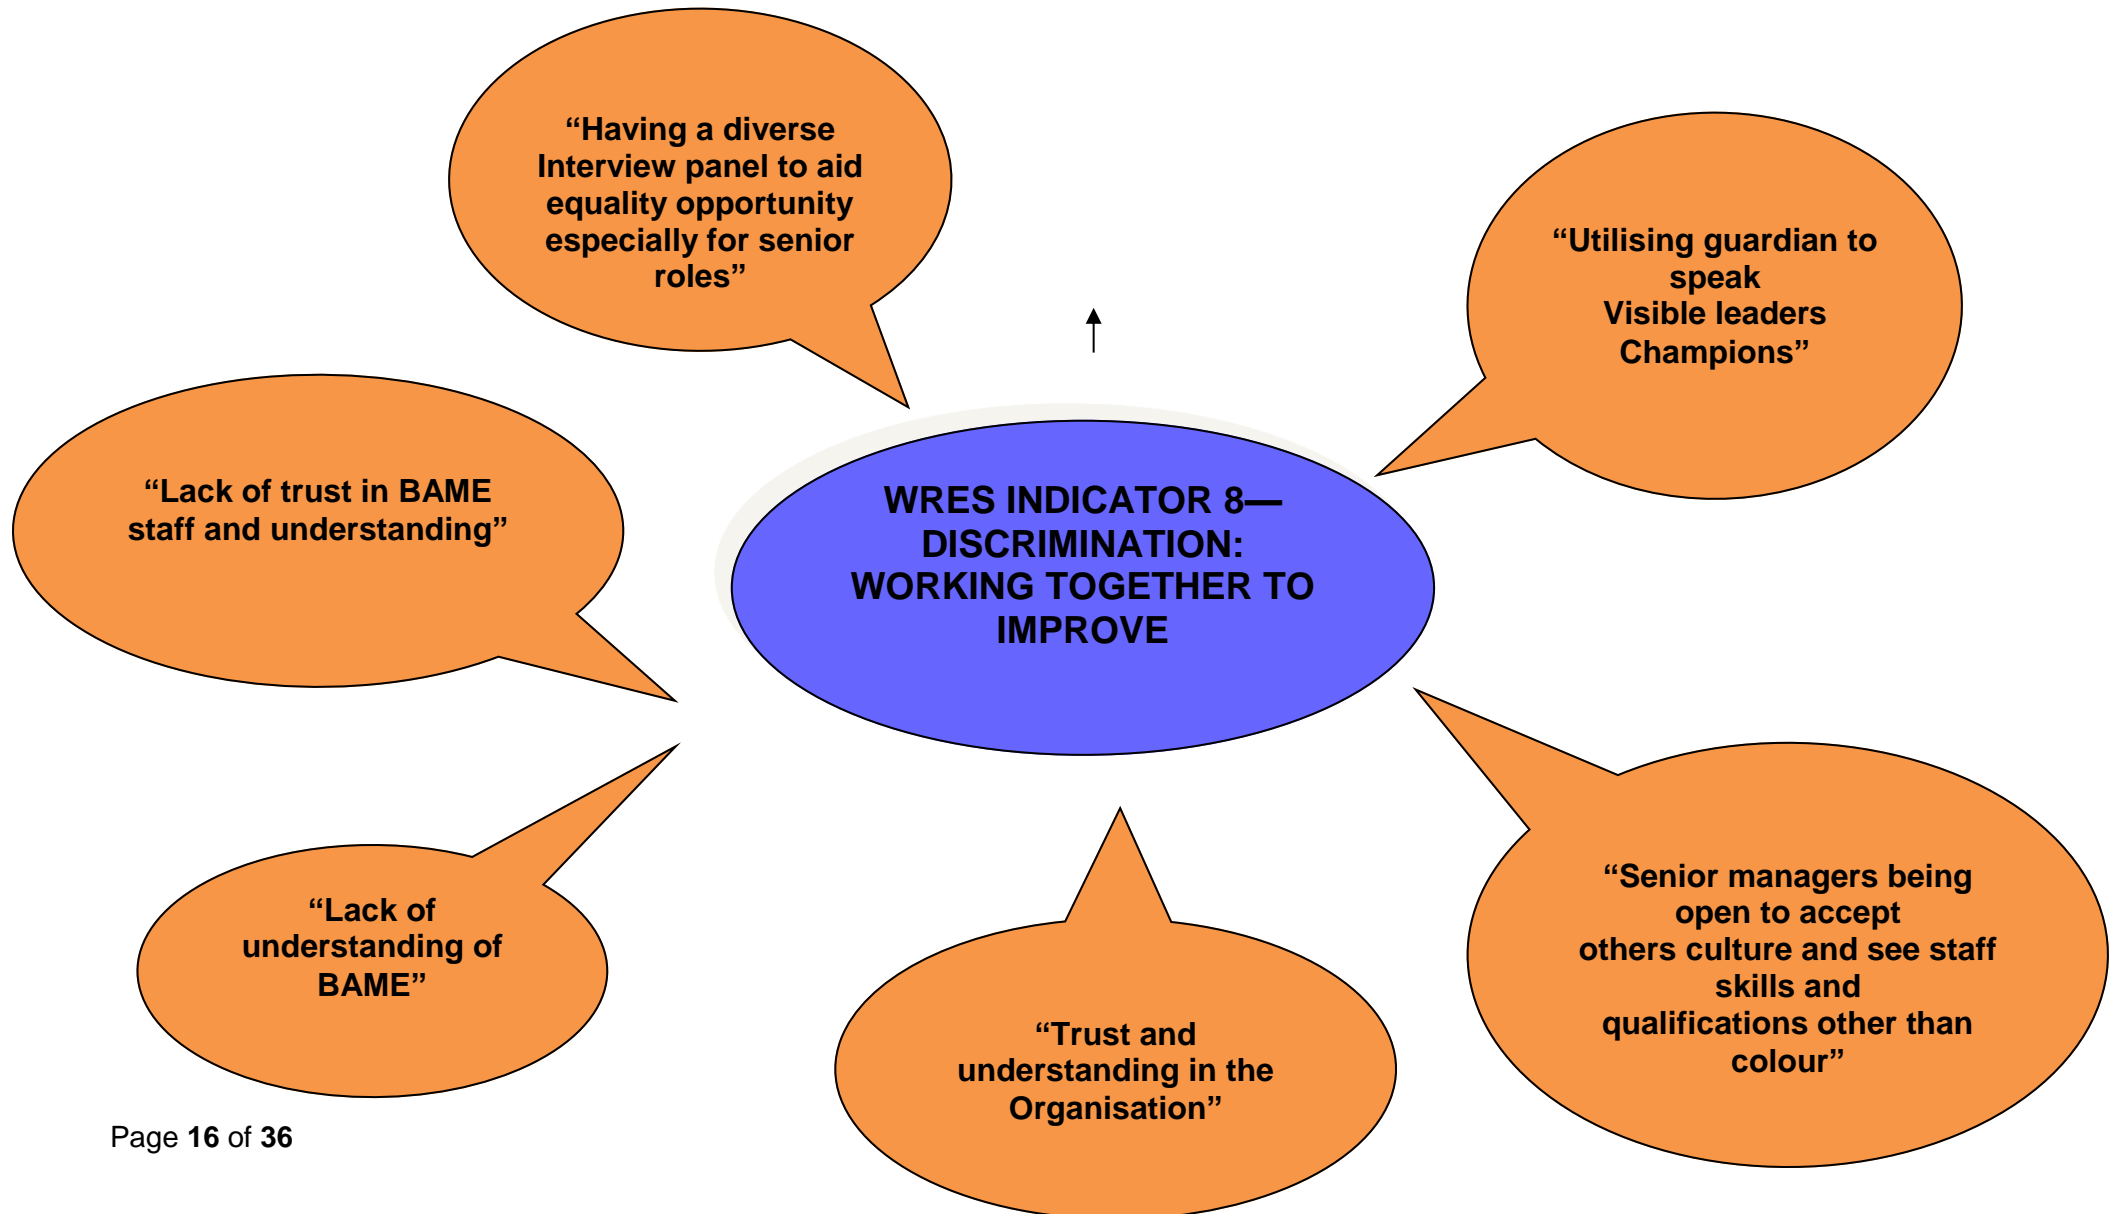 “Having a diverse
Interview panel to aid
equality opportunity
especially for senior
roles”
“Utilising guardian to
speak
Visible leaders
Champions”
“Lack of trust in BAME
staff and understanding”
WRES INDICATOR 8—
DISCRIMINATION:
WORKING TOGETHER TO
IMPROVE
“Lack of
understanding of
BAME”
“Trust and
understanding in the
Organisation”
“Senior managers being
open to accept
others culture and see staff
skills and
qualifications other than
colour”
Page 16 of 36